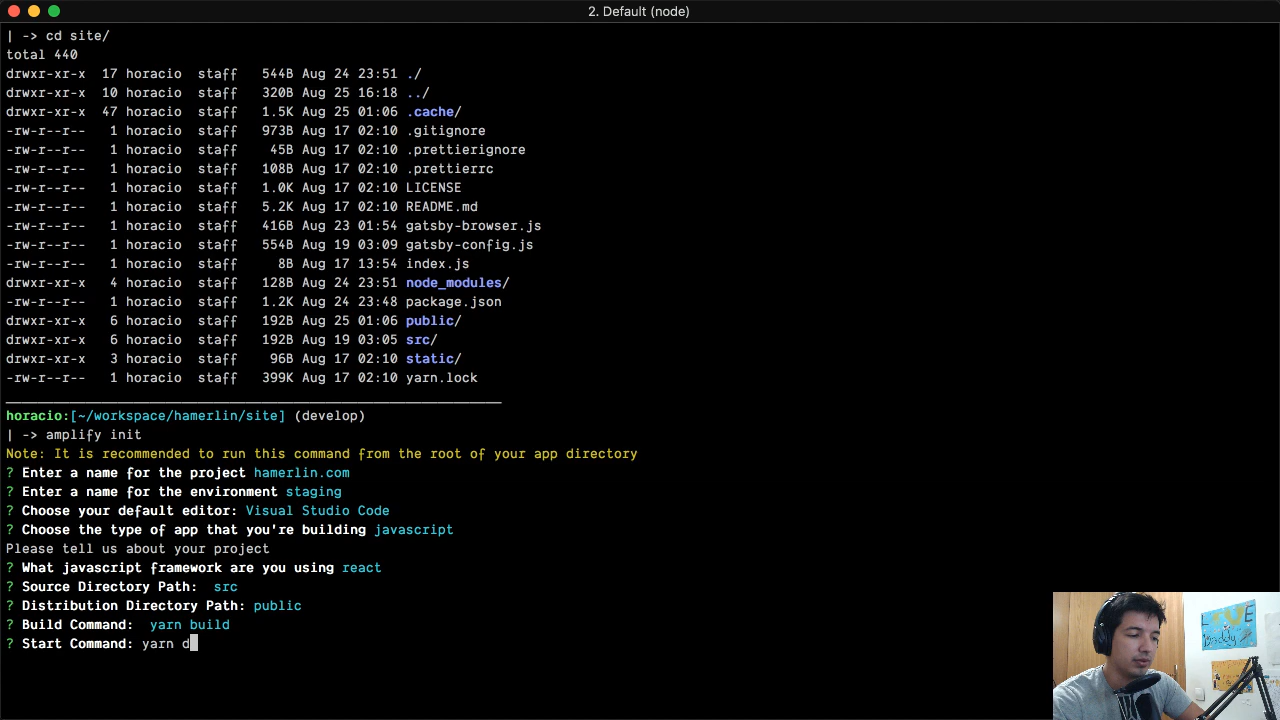 2. Default (node)
| -> cd site/
total 440
drwxr-xr-x 17 horacio staff 544B Aug 24 23:51 ./
drwxr-xr-x 10 horacio staff 320B Aug 25 16:18 ../
drwxr-xr-x 47 horacio staff 1.5K Aug 25 01:06 .cache/
-rw-r--r-- 1 horacio staff 973B Aug 17 02:10 .gitignore
-rw-r--r-- 1 horacio staff 45B Aug 17 02:10 .prettierignore
-rw-r--r-- 1 horacio staff 108B Aug 17 02:10 .prettierrc
-rw-r--r-- 1 horacio staff 1.0K Aug 17 02:10 LICENSE
-rw-r--r-- 1 horacio staff 5.2K Aug 17 02:10 README.md
-rw-r--r-- 1 horacio staff 416B Aug 23 01:54 gatsby-browser.js
-rw-r--r-- 1 horacio staff 554B Aug 19 03:09 gatsby-config.js
-rw-r--r-- 1 horacio staff 8B Aug 17 13:54 index.js
drwxr-xr-x 4 horacio staff 128B Aug 24 23:51 node_modules/
-rw-r--r-- 1 horacio staff 1.2K Aug 24 23:48 package.json
drwxr-xr-x 6 horacio staff 192B Aug 25 01:06 public/
drwxr-xr-x 6 horacio staff 192B Aug 19 03:05 src/
drwxr-xr-x 3 horacio staff 96B Aug 17 02:10 static/
-rw-r--r-- 1 horacio staff 399K Aug 17 02:10 yarn.lock
horacio:[~/workspace/hamerlin/site] (develop)
| -> amplify init
Note: It is recommended to run this command from the root of your app directory
? Enter a name for the project hamerlin.com
? Enter a name for the environment staging
? Choose your default editor: Visual Studio Code
? Choose the type of app that you're building javascript
Please tell us about your project
? What javascript framework are you using react
? Source Directory Path: src
? Distribution Directory Path: public
? Build Command: yarn build
? Start Command: yarn d